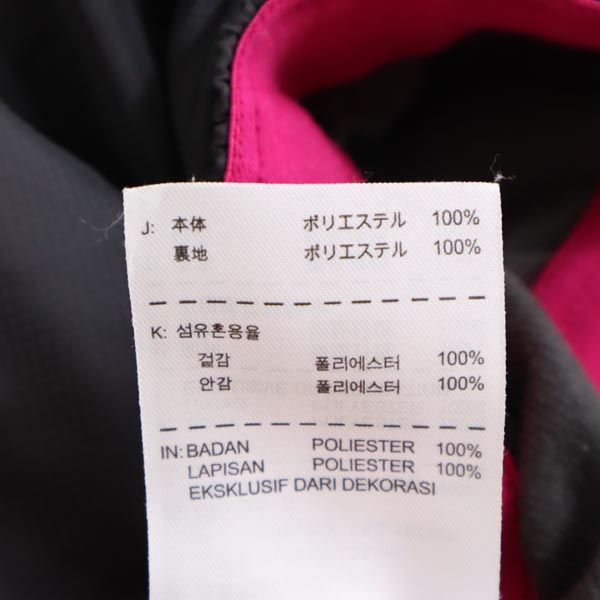 J: 本体 ポリエステル 100%
裏地 ポリエステル 100%
K: 섬유혼용율
겉감 폴리에스터 100%
안감 폴리에스터 100%
IN: BADAN POLIESTER 100%
LAPISAN POLIESTER 100%
EKSKLUSIF DARI DEKORASI